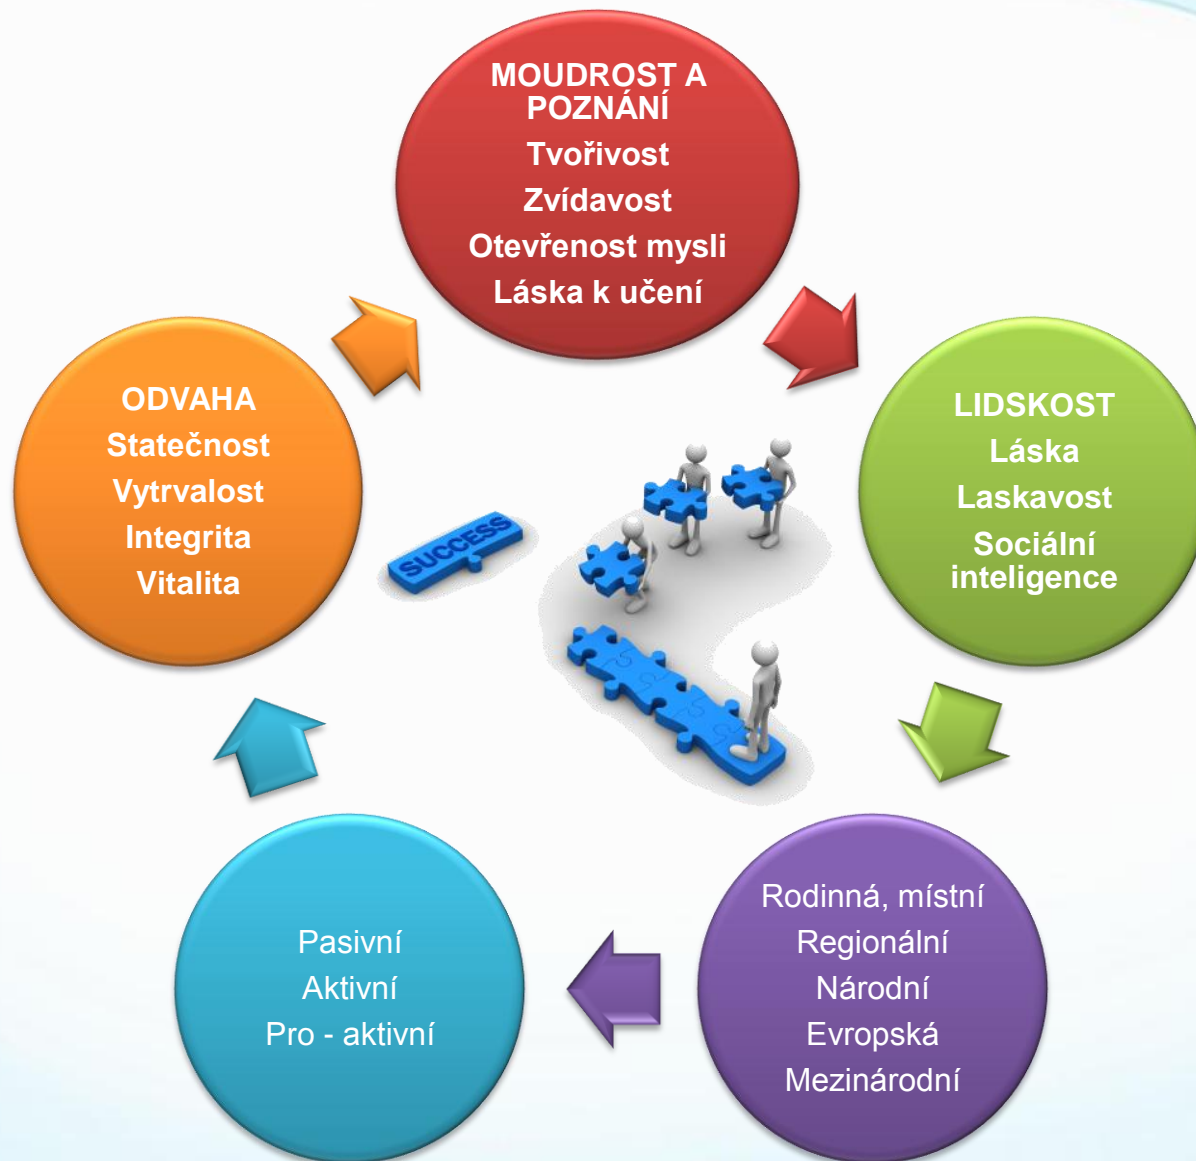 MOUDROST A
POZNÁNÍ
Tvořivost
Zvídavost
Otevřenost mysli
Láska k učení
LIDSKOST
Láska
Laskavost
Sociální
inteligence
Rodinná, místní
Regionální
Národní
Evropská
Mezinárodní
Pasivní
Aktivní
Pro - aktivní
ODVAHA
Statečnost
Vytrvalost
Integrita
Vitalita
SUCCESS